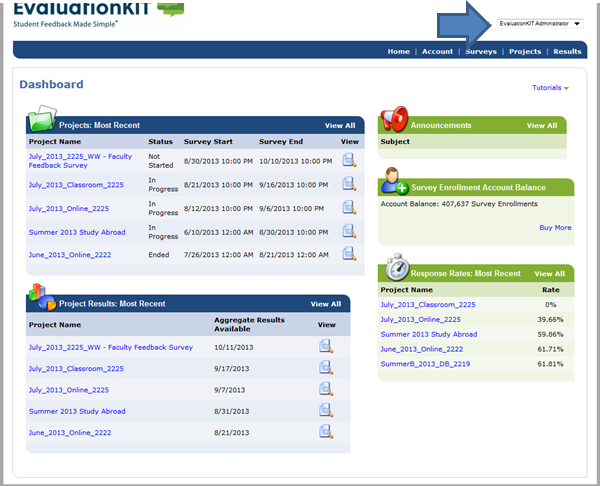 EvaluationKIT
Student Feedback Made Simple
EvaluationKIT Administrator
Home | Account | Surveys | Projects | Results
Dashboard
Tutorials
Projects: Most Recent View All
Project Name Status Survey Start Survey End View
July_2013_2225_WW - Faculty Feedback Survey Not Started 8/30/2013 10:00 PM 10/10/2013 10:00 PM
July_2013_Classroom_2225 In Progress 8/21/2013 10:00 PM 9/16/2013 10:00 PM
July_2013_Online_2225 In Progress 8/12/2013 10:00 PM 9/6/2013 10:00 PM
Summer 2013 Study Abroad In Progress 6/10/2013 12:00 AM 8/30/2013 10:00 PM
June_2013_Online_2222 Ended 7/26/2013 12:00 AM 8/21/2013 12:00 AM
Project Results: Most Recent View All
Project Name Aggregate Results Available View
July_2013_2225_WW - Faculty Feedback Survey 10/11/2013
July_2013_Classroom_2225 9/17/2013
July_2013_Online_2225 9/7/2013
Summer 2013 Study Abroad 8/31/2013
June_2013_Online_2222 8/21/2013
Announcements View All
Subject
Survey Enrollment Account Balance
Account Balance: 407,637 Survey Enrollments
Buy More
Response Rates: Most Recent View All
Project Name Rate
July_2013_Classroom_2225 0%
July_2013_Online_2225 39.66%
Summer 2013 Study Abroad 59.86%
June_2013_Online_2222 61.71%
SummerB_2013_DB_2219 61.81%